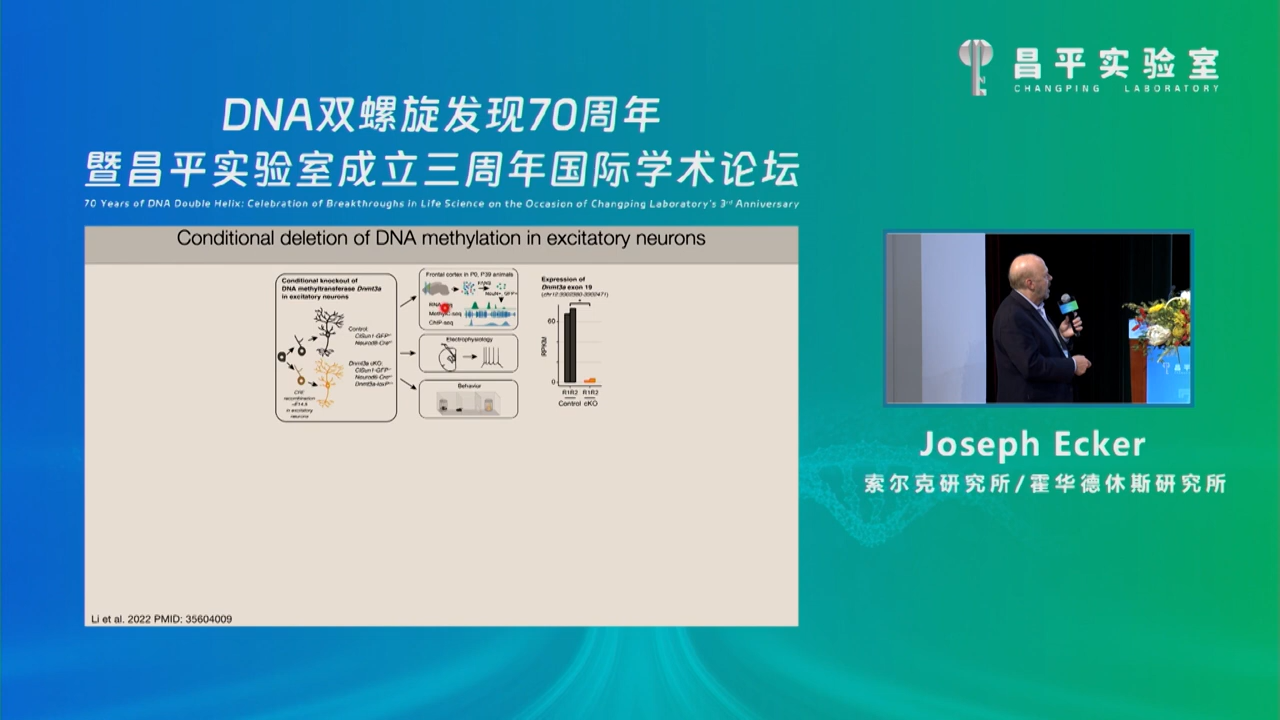 昌平实验室
CHANGPING LABORATORY
DNA双螺旋发现70周年
暨昌平实验室成立三周年国际学术论坛
70 Years of DNA Double Helix: Celebration of Breakthroughs in Life Science on the Occasion of Changping Laboratory's 3rd Anniversary
Conditional deletion of DNA methylation in excitatory neurons
Conditional knockout of
DNA methyltransferase Dnmt3a
in excitatory neurons
Control:
Dnmt3a cKO:
CRE
recombination
in excitatory
neurons
Frontal cortex in P0, P39 animals
ChIP-seq
Electrophysiology
Behavior
Expression of
Dnmt3a exon 19
RPKM
60
0
R1R2 R1R2
Control cKO
Li et al. 2022 PMID: 35604009
Joseph Ecker
索尔克研究所/霍华德休斯研究所